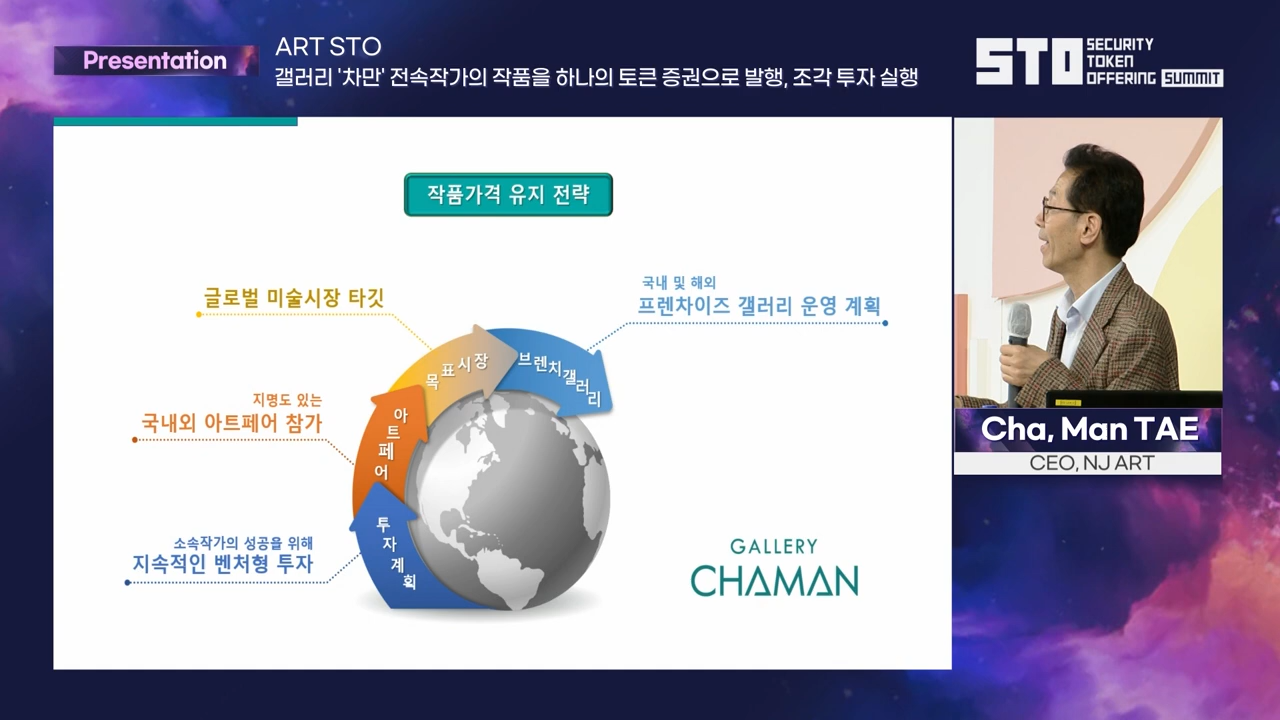 Presentation
ART STO
갤러리 '차만' 전속작가의 작품을 하나의 토큰 증권으로 발행, 조각 투자 실행
STO SECURITY
TOKEN
OFFERING SUMMIT
작품가격 유지 전략
글로벌 미술시장 타깃
국내 및 해외
프렌차이즈 갤러리 운영 계획
목표시장
브렌치갤러리
지명도 있는
국내외 아트페어 참가
아트페어
소속작가의 성공을 위해
지속적인 벤처형 투자
투자계획
GALLERY
CHAMAN
Cha, Man TAE
CEO, NJ ART